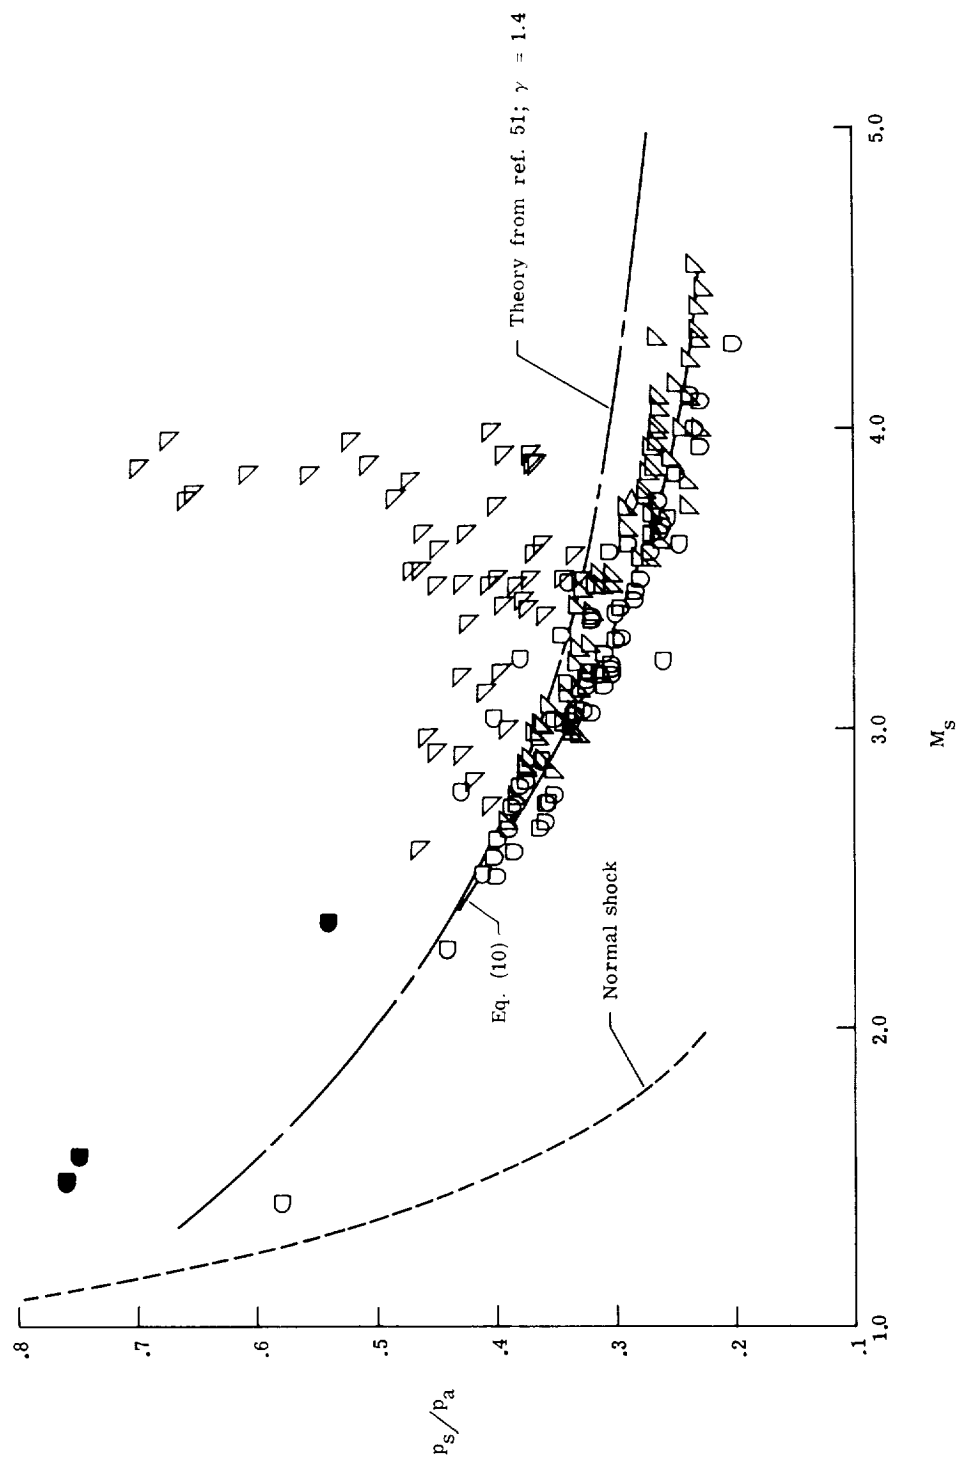 p_s/p_a
.8
.7
.6
.5
.4
.3
.2
.1
1.0
2.0
3.0
4.0
5.0
M_s
Theory from ref. 51; γ = 1.4
Eq. (10)
Normal shock